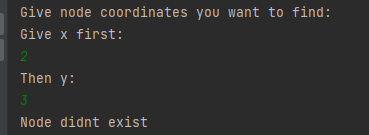 Give node coordinates you want to find:
Give x first:
2
Then y:
3
Node didnt exist